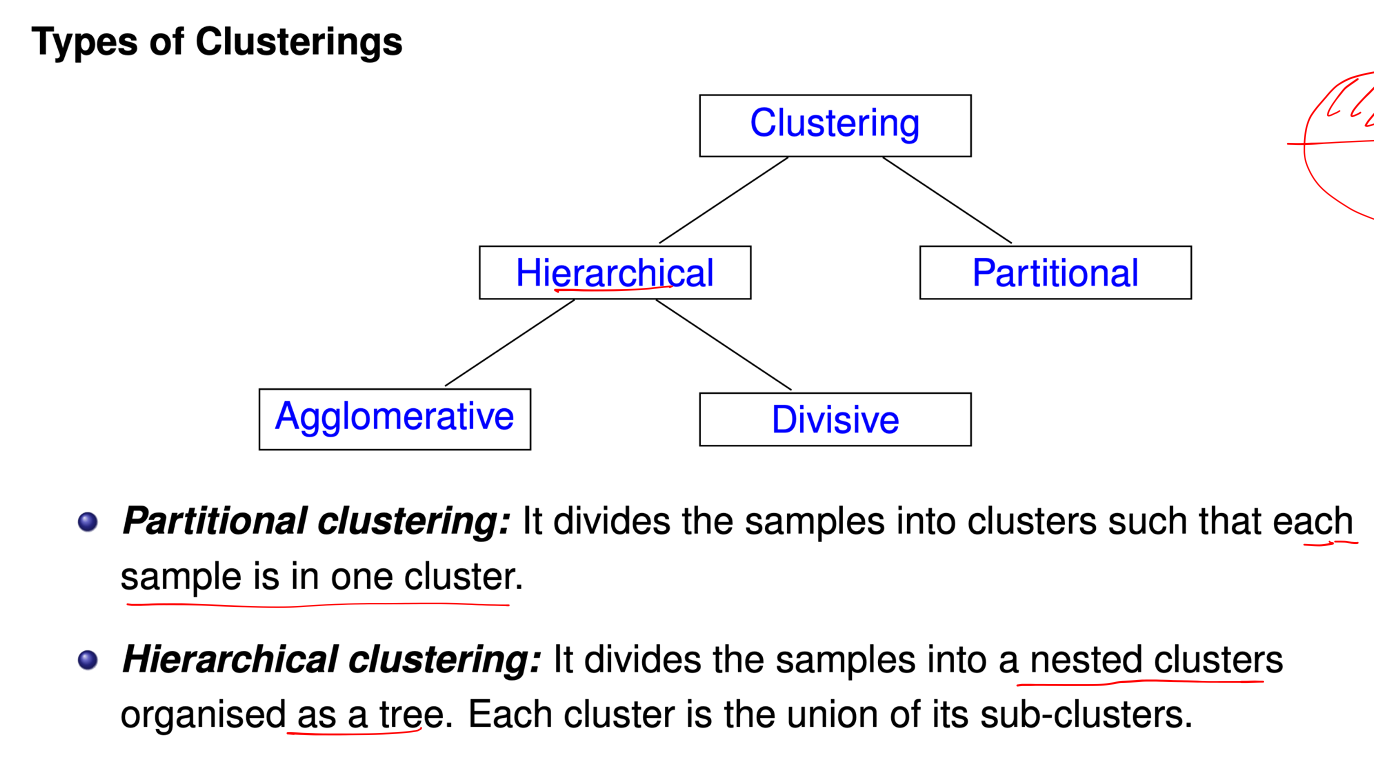 Types of Clusterings
Clustering
Hierarchical
Partitional
Agglomerative
Divisive
Partitional clustering: It divides the samples into clusters such that each
sample is in one cluster.
Hierarchical clustering: It divides the samples into a nested clusters
organised as a tree. Each cluster is the union of its sub-clusters.